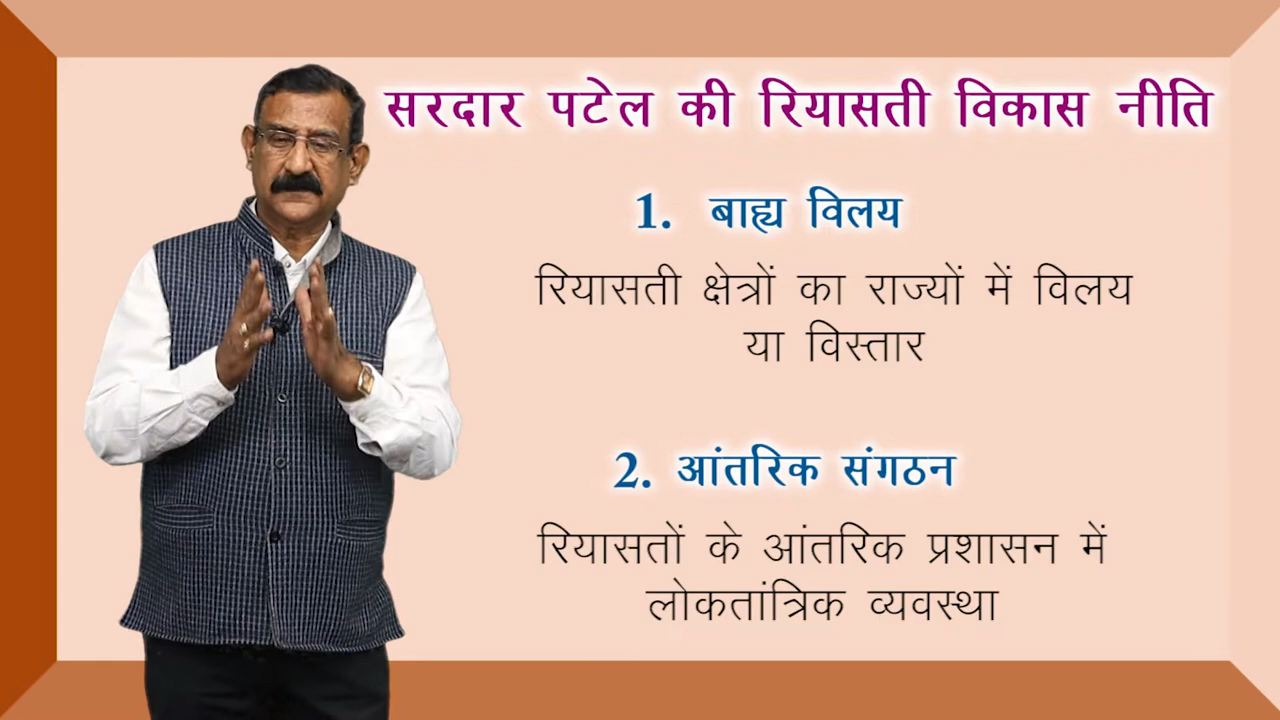 सरदार पटेल की रियासती विकास नीति
1. बाह्य विलय
रियासती क्षेत्रों का राज्यों में विलय
या विस्तार
2. आंतरिक संगठन
रियासतों के आंतरिक प्रशासन में
लोकतांत्रिक व्यवस्था